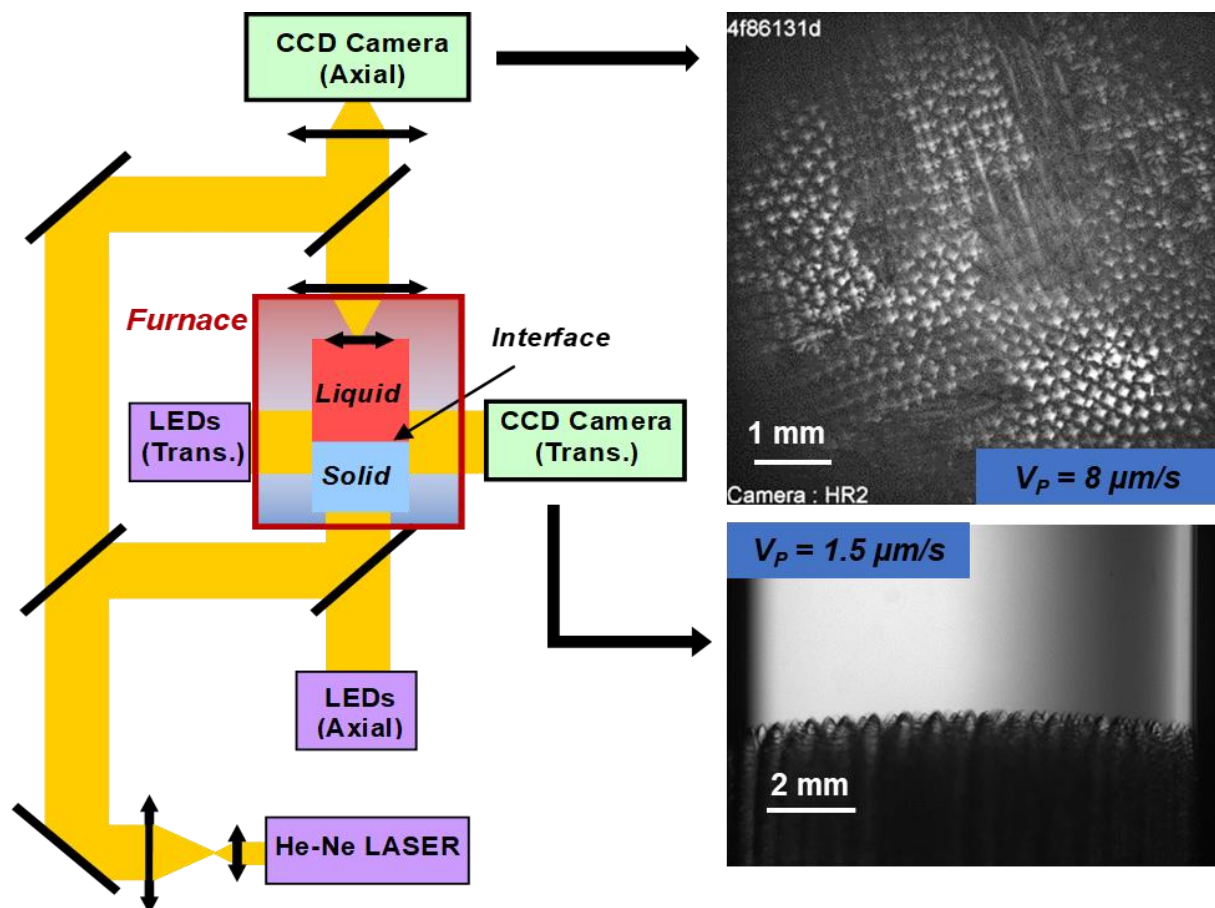 CCD Camera
(Axial)
Furnace
Interface
Liquid
LEDs
(Trans.)
CCD Camera
(Trans.)
Solid
LEDs
(Axial)
He-Ne LASER
4f86131d
1 mm
Camera : HR2
V_P = 8 µm/s
V_P = 1.5 µm/s
2 mm